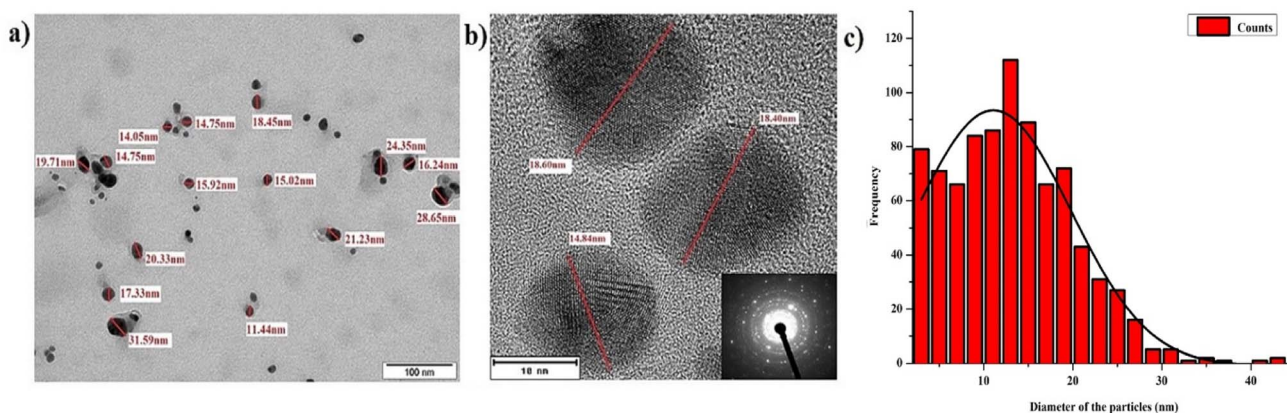 a)
18.45nm
14.75nm
14.05nm
24.35nm
19.71nm
14.75nm
16.24nm
15.92nm
15.02nm
28.65nm
21.23nm
20.33nm
17.33nm
11.44nm
31.59nm
100 nm
b)
18.40nm
18.60nm
14.84nm
10 nm
c)
Counts
120
100
80
60
40
20
0
Frequency
10
20
30
40
Diameter of the particles (nm)